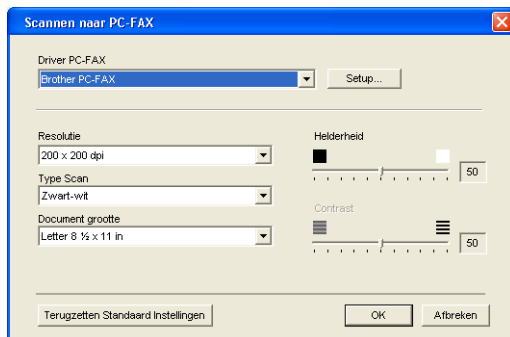 Scannen naar PC-FAX
Driver PC-FAX
Brother PC-FAX
Setup...
Resolutie
200 x 200 dpi
Type Scan
Zwart-wit
Document grootte
Letter 8 ½ x 11 in
Helderheid
50
Contrast
50
Terugzetten Standaard Instellingen
OK
Afbreken